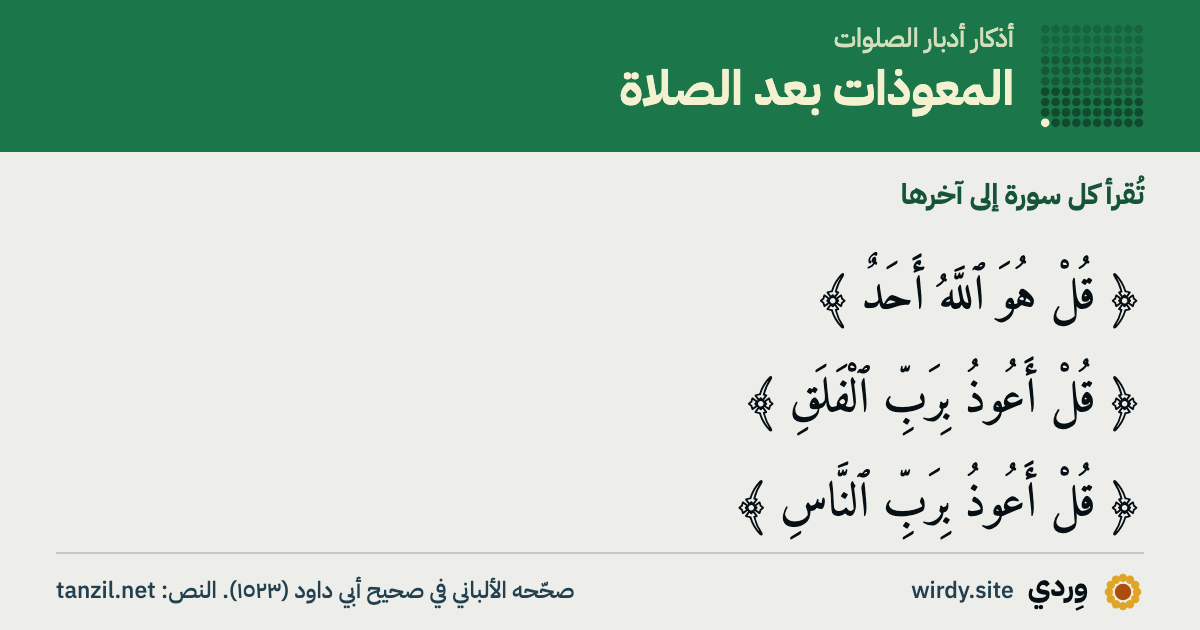 أذكار أدبار الصلوات
المعوذات بعد الصلاة
تُقرأ كل سورة إلى آخرها
﴿ قُلْ هُوَ ٱللَّهُ أَحَدٌ ﴾
﴿ قُلْ أَعُوذُ بِرَبِّ ٱلْفَلَقِ ﴾
﴿ قُلْ أَعُوذُ بِرَبِّ ٱلنَّاسِ ﴾
وِردي wirdy.site
صحّحه الألباني في صحيح أبي داود (١٥٢٣). النص: tanzil.net